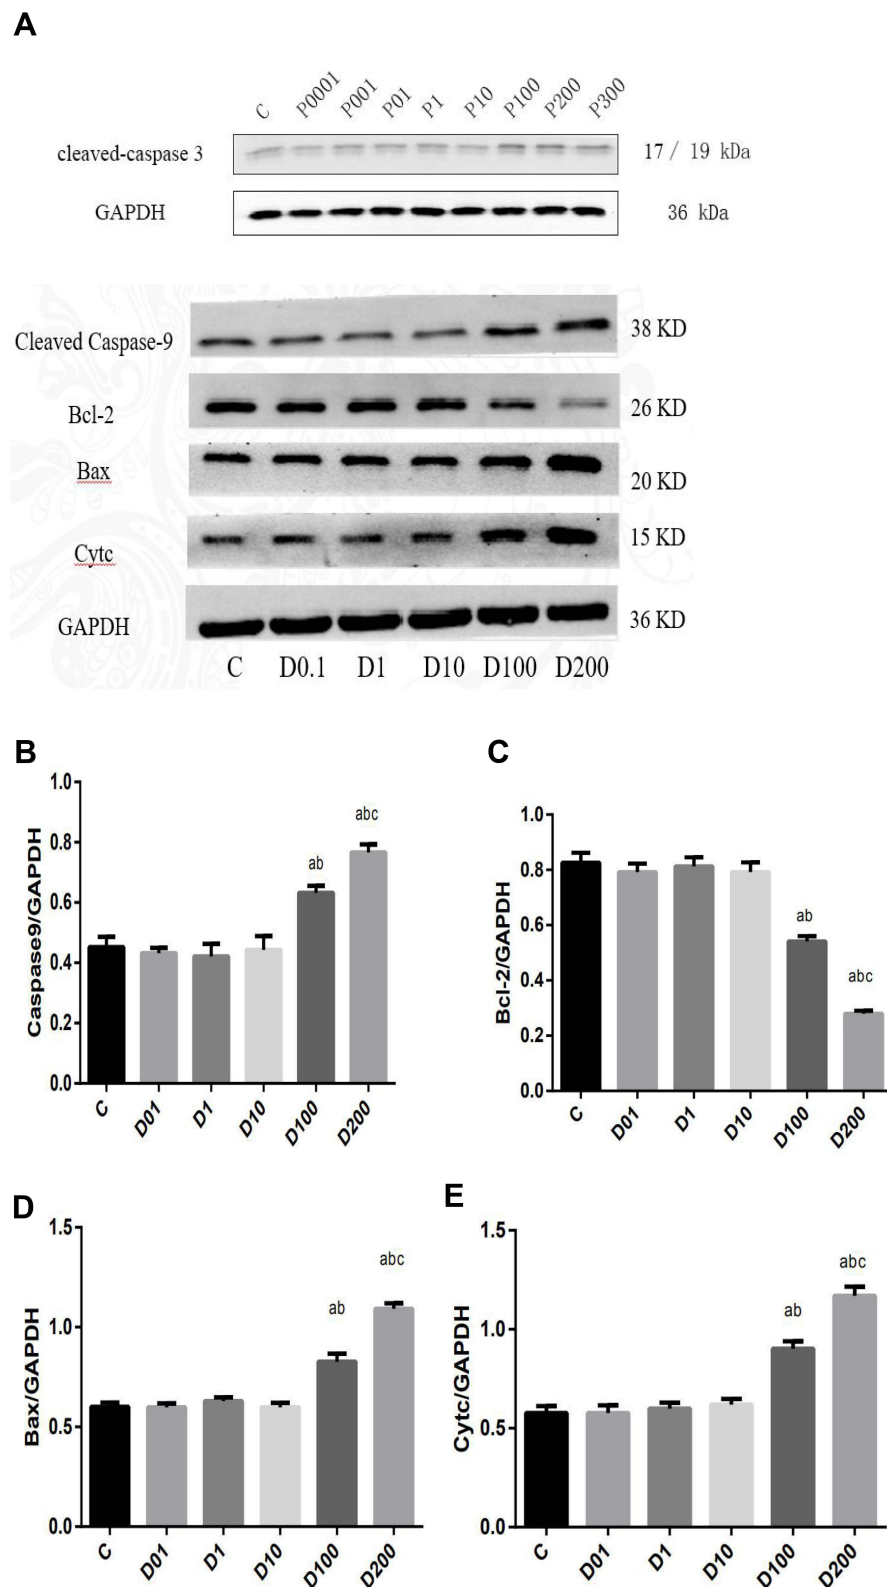 A
C P0001 P001 P01 P1 P10 P100 P200 P300
cleaved-caspase 3 17 / 19 kDa
GAPDH 36 kDa
Cleaved Caspase-9 38 KD
Bcl-2 26 KD
Bax 20 KD
Cytc 15 KD
GAPDH 36 KD
C D0.1 D1 D10 D100 D200
B
Caspase9/GAPDH
1.0
0.8
0.6
0.4
0.2
0.0
ab
abc
C D01 D1 D10 D100 D200
C
Bcl-2/GAPDH
1.0
0.8
0.6
0.4
0.2
0.0
ab
abc
C D01 D1 D10 D100 D200
D
Bax/GAPDH
1.5
1.0
0.5
0.0
ab
abc
C D01 D1 D10 D100 D200
E
Cytc/GAPDH
1.5
1.0
0.5
0.0
ab
abc
C D01 D1 D10 D100 D200